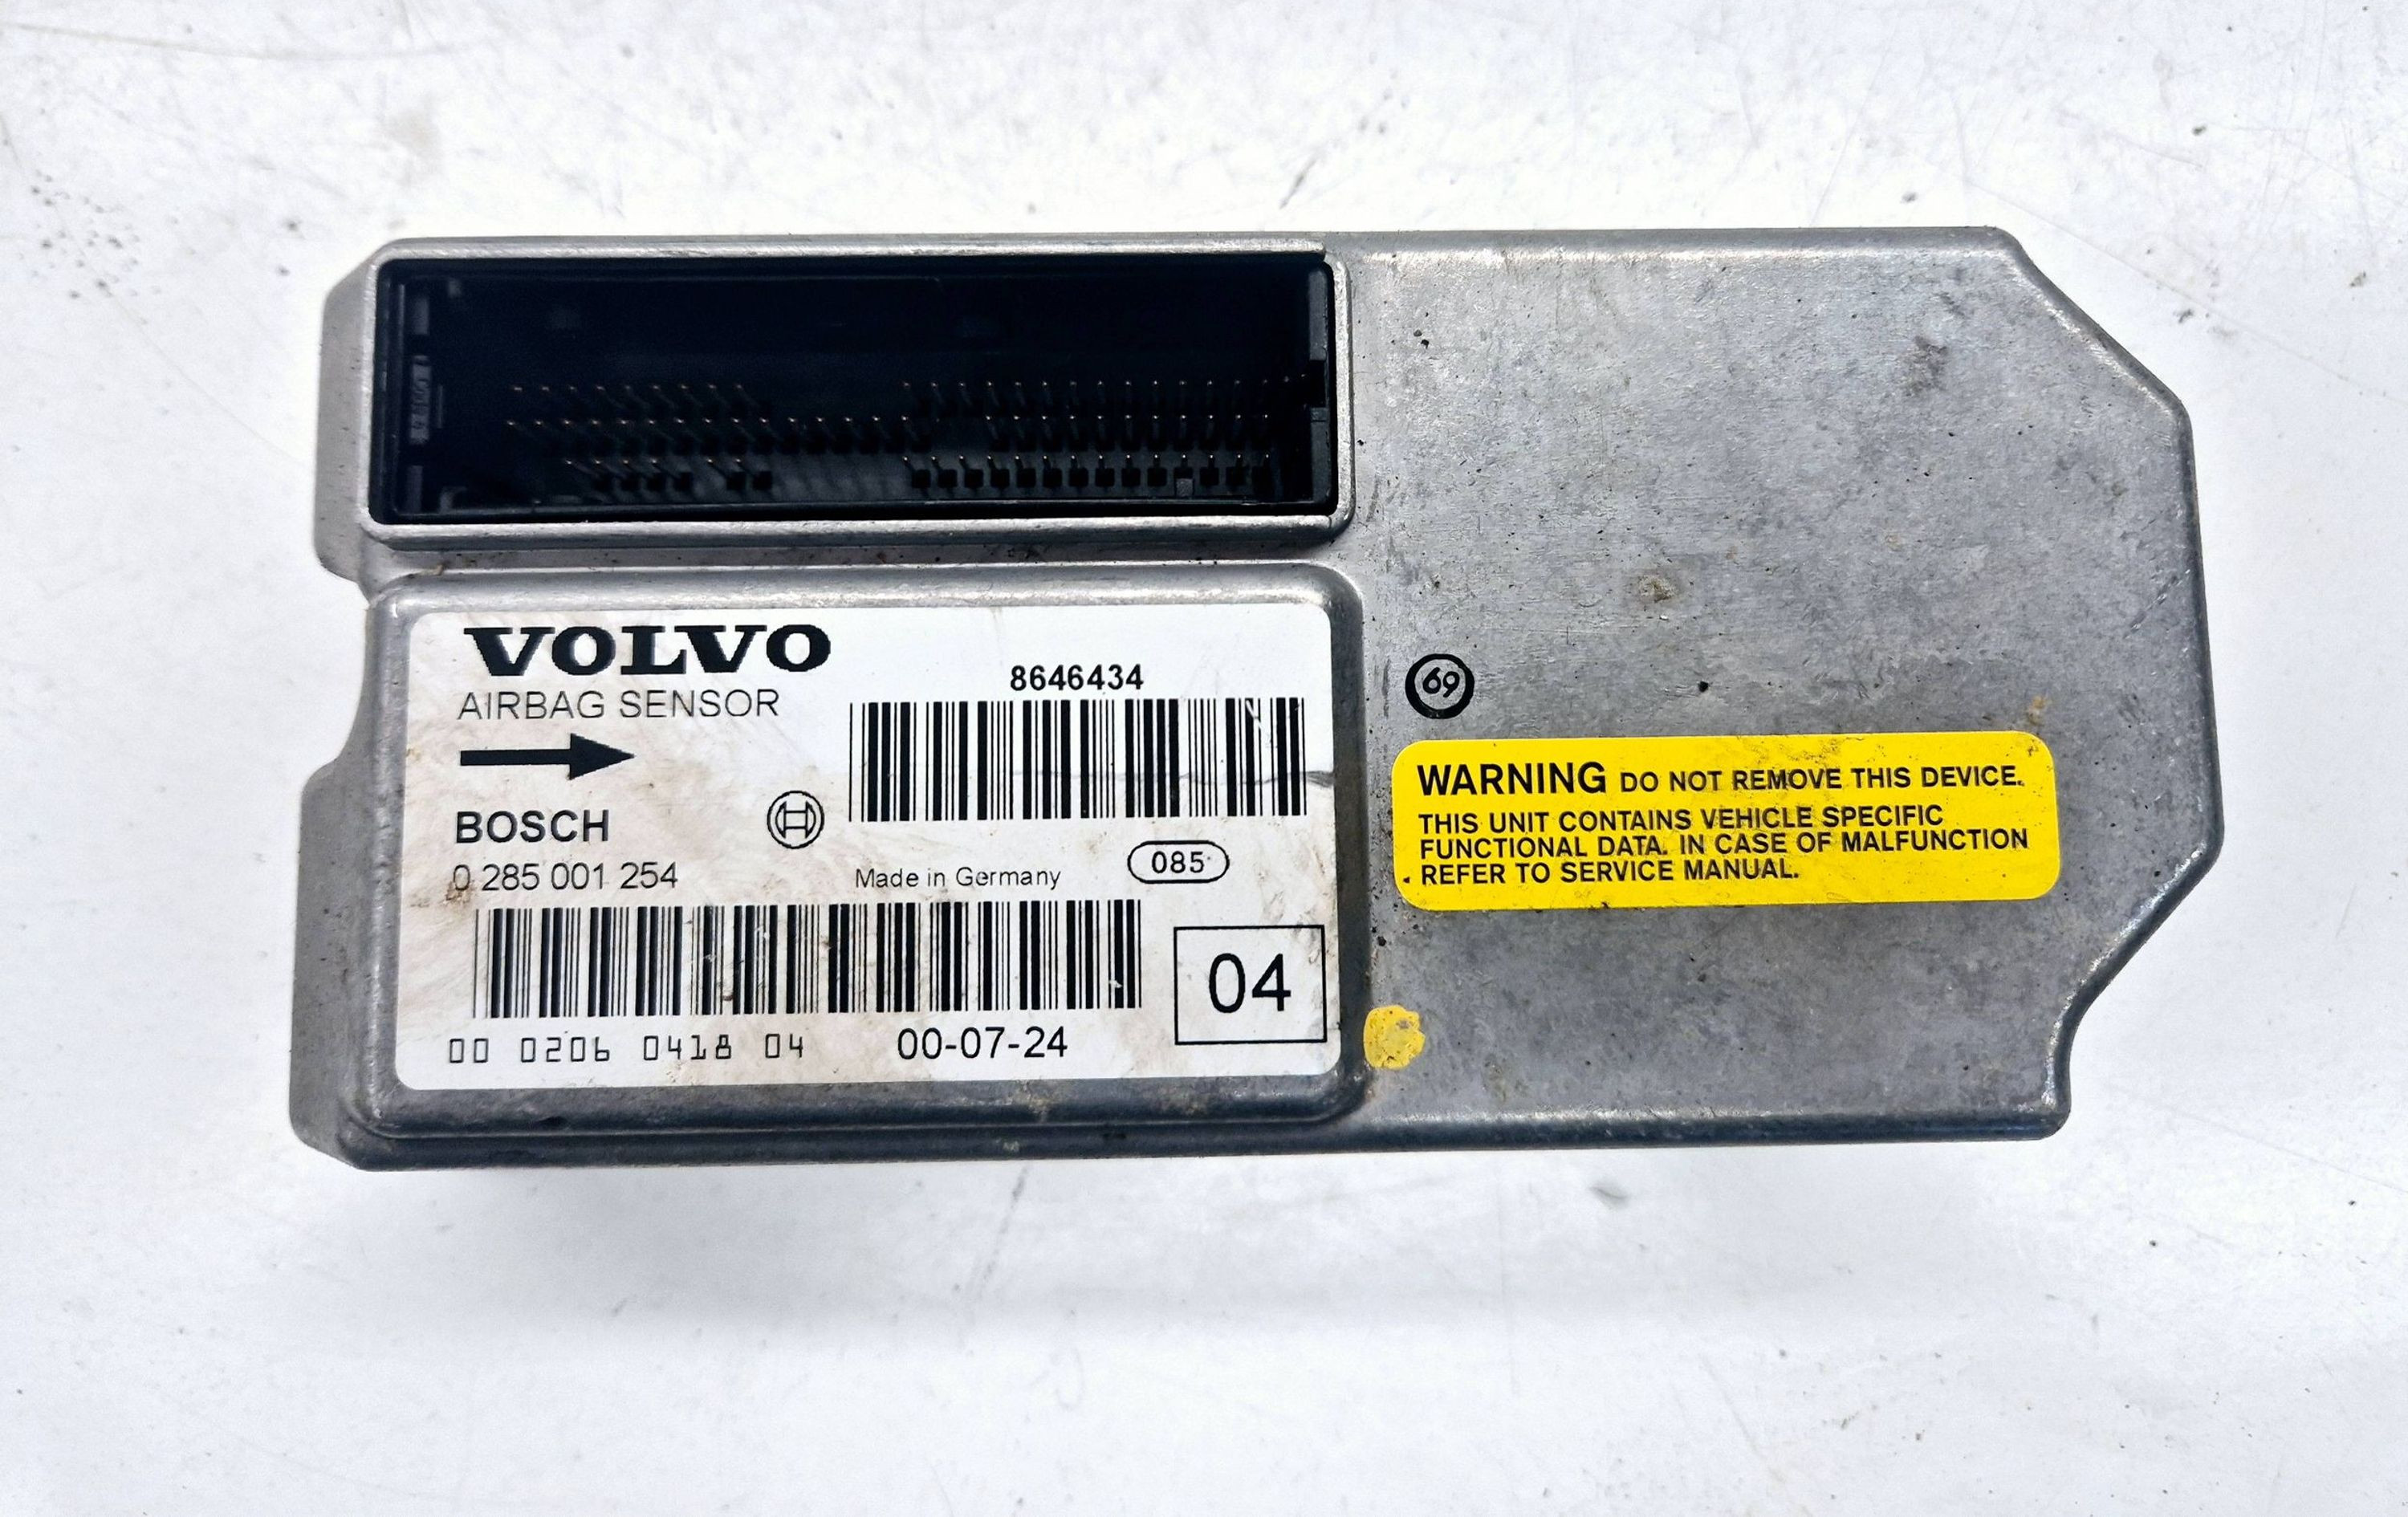 VOLVO
AIRBAG SENSOR
8646434
BOSCH
0 285 001 254
Made in Germany
085
00 0206 0418 04
00-07-24
04
69
WARNING DO NOT REMOVE THIS DEVICE.
THIS UNIT CONTAINS VEHICLE SPECIFIC
FUNCTIONAL DATA. IN CASE OF MALFUNCTION
REFER TO SERVICE MANUAL.